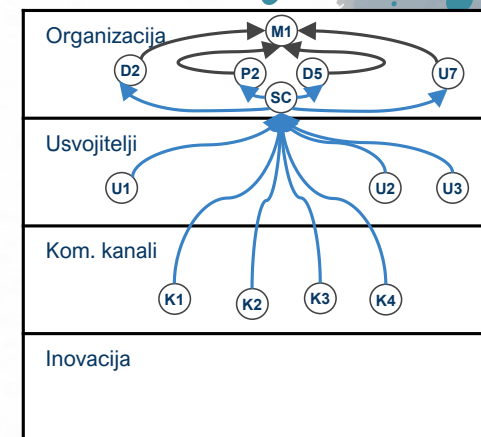 Organizacija
M1
D2
P2
D5
U7
SC
Usvojitelji
U1
U2
U3
Kom. kanali
K1
K2
K3
K4
Inovacija